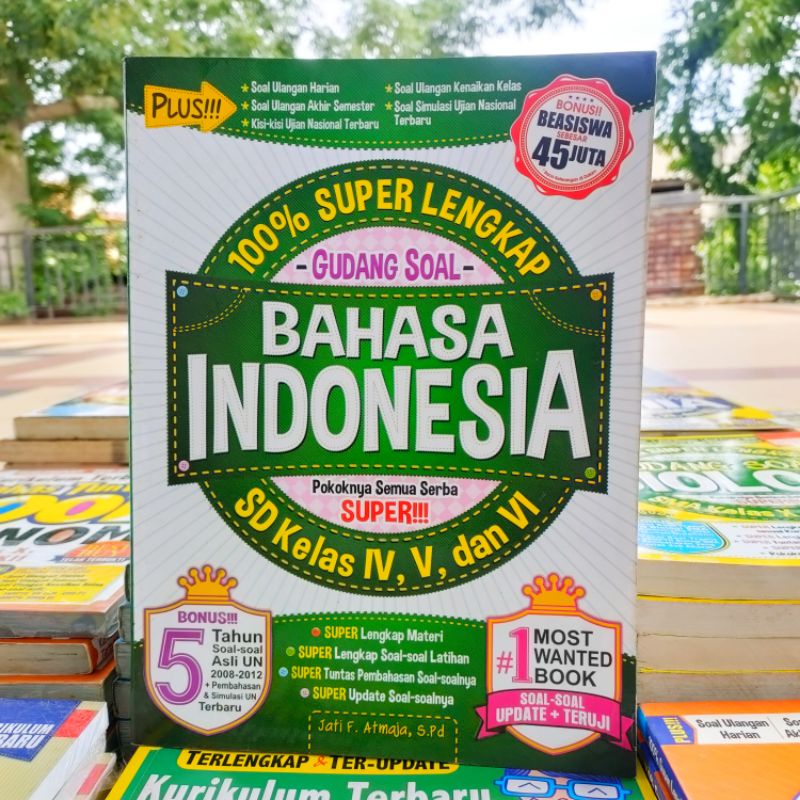 PLUS!!!
★ Soal Ulangan Harian
★ Soal Ulangan Akhir Semester
★ Kisi-kisi Ujian Nasional Terbaru
★ Soal Ulangan Kenaikan Kelas
★ Soal Simulasi Ujian Nasional
Terbaru
BONUS!!
BEASISWA
SEBESAR
45 JUTA
100% SUPER LENGKAP
- GUDANG SOAL -
BAHASA
INDONESIA
Pokoknya Semua Serba
SUPER!!!
SD Kelas IV, V, dan VI
BONUS!!!
5 Tahun
Soal-soal
Asli UN
2008-2012
+ Pembahasan
& Simulasi UN
Terbaru
SUPER Lengkap Materi
SUPER Lengkap Soal-soal Latihan
SUPER Tuntas Pembahasan Soal-soalnya
SUPER Update Soal-soalnya
Jati F. Atmaja, S.Pd
#1 MOST
WANTED
BOOK
SOAL-SOAL
UPDATE + TERUJI
TERLENGKAP & TER-UPDATE
Kurikulum Terbaru
Soal Ulangan
Harian